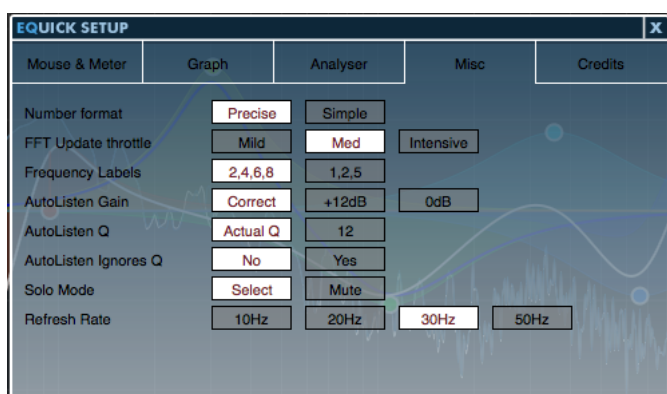 EQUICK SETUP X
Mouse & Meter Graph Analyser Misc Credits
Number format Precise Simple
FFT Update throttle Mild Med Intensive
Frequency Labels 2,4,6,8 1,2,5
AutoListen Gain Correct +12dB 0dB
AutoListen Q Actual Q 12
AutoListen Ignores Q No Yes
Solo Mode Select Mute
Refresh Rate 10Hz 20Hz 30Hz 50Hz